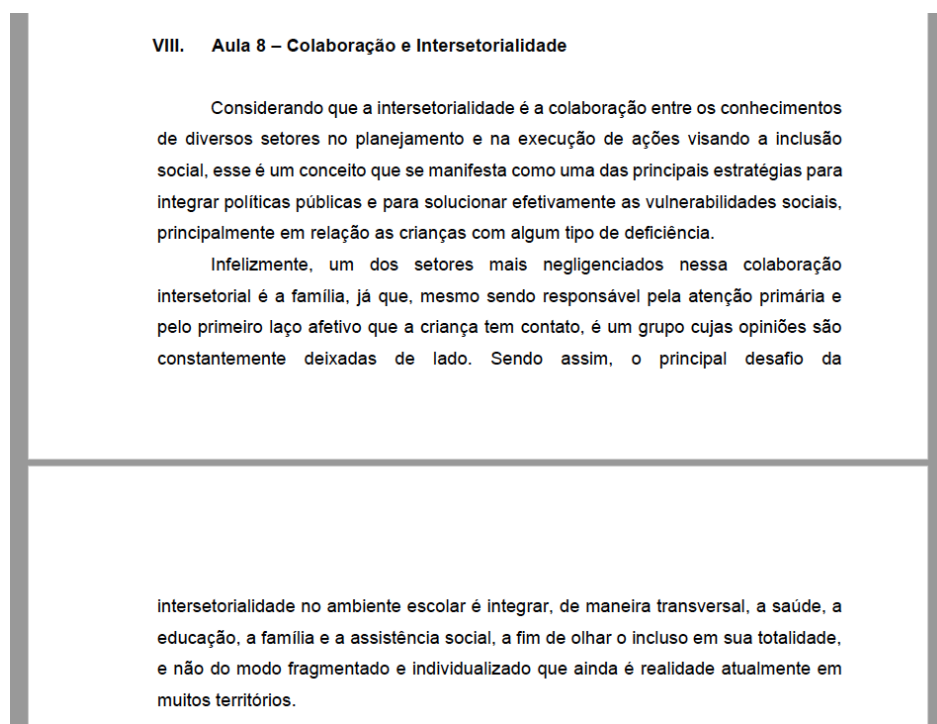 VIII. Aula 8 – Colaboração e Intersetorialidade
Considerando que a intersetorialidade é a colaboração entre os conhecimentos
de diversos setores no planejamento e na execução de ações visando a inclusão
social, esse é um conceito que se manifesta como uma das principais estratégias para
integrar políticas públicas e para solucionar efetivamente as vulnerabilidades sociais,
principalmente em relação as crianças com algum tipo de deficiência.
Infelizmente, um dos setores mais negligenciados nessa colaboração
intersetorial é a família, já que, mesmo sendo responsável pela atenção primária e
pelo primeiro laço afetivo que a criança tem contato, é um grupo cujas opiniões são
constantemente deixadas de lado. Sendo assim, o principal desafio da
intersetorialidade no ambiente escolar é integrar, de maneira transversal, a saúde, a
educação, a família e a assistência social, a fim de olhar o incluso em sua totalidade,
e não do modo fragmentado e individualizado que ainda é realidade atualmente em
muitos territórios.